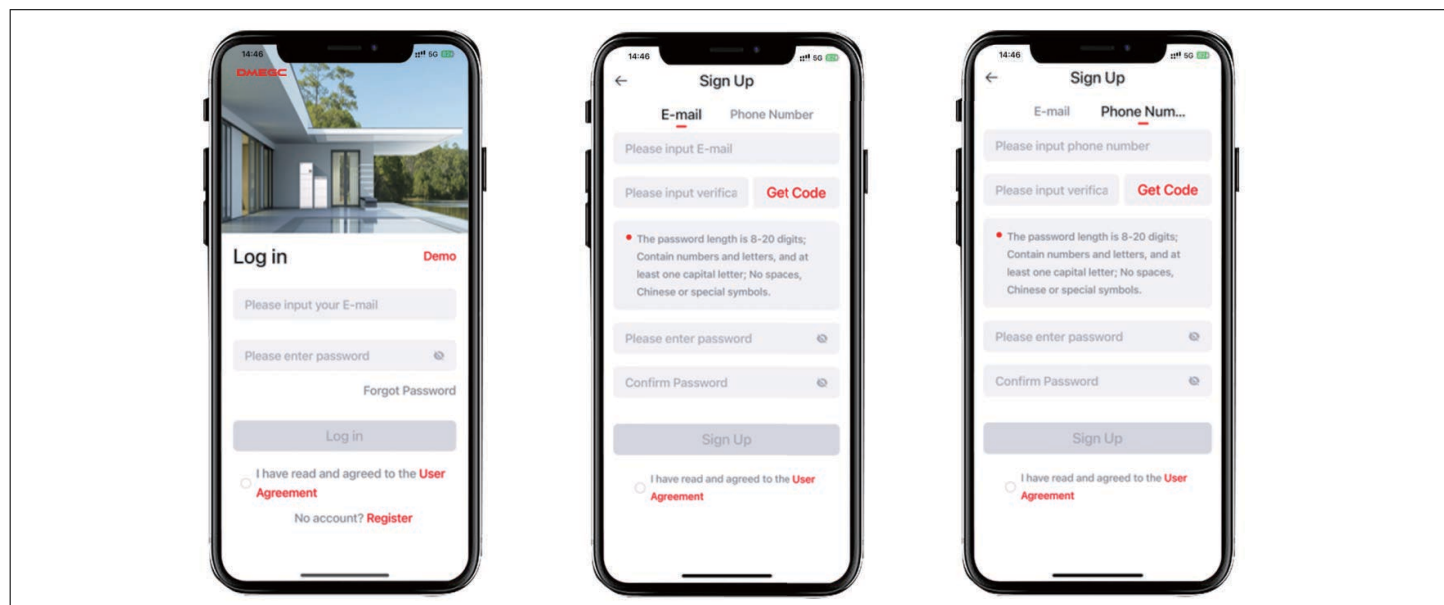 14:46
5G
DMEGC
Log in
Demo
Please input your E-mail
Please enter password
Forgot Password
Log in
I have read and agreed to the User
Agreement
No account? Register
14:46
5G
Sign Up
E-mail Phone Number
Please input E-mail
Please input verifica Get Code
The password length is 8-20 digits;
Contain numbers and letters, and at
least one capital letter; No spaces,
Chinese or special symbols.
Please enter password
Confirm Password
Sign Up
I have read and agreed to the User
Agreement
14:46
5G
Sign Up
E-mail Phone Num...
Please input phone number
Please input verifica Get Code
The password length is 8-20 digits;
Contain numbers and letters, and at
least one capital letter; No spaces,
Chinese or special symbols.
Please enter password
Confirm Password
Sign Up
I have read and agreed to the User
Agreement